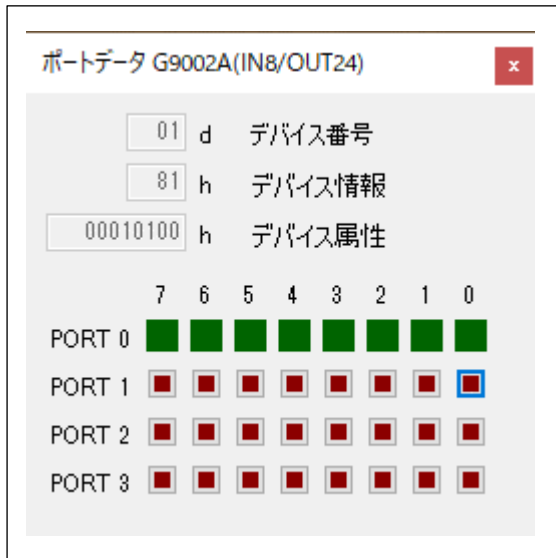 ポートデータ G9002A(IN8/OUT24) x
01 d デバイス番号
81 h デバイス情報
00010100 h デバイス属性
7 6 5 4 3 2 1 0
PORT 0
PORT 1
PORT 2
PORT 3